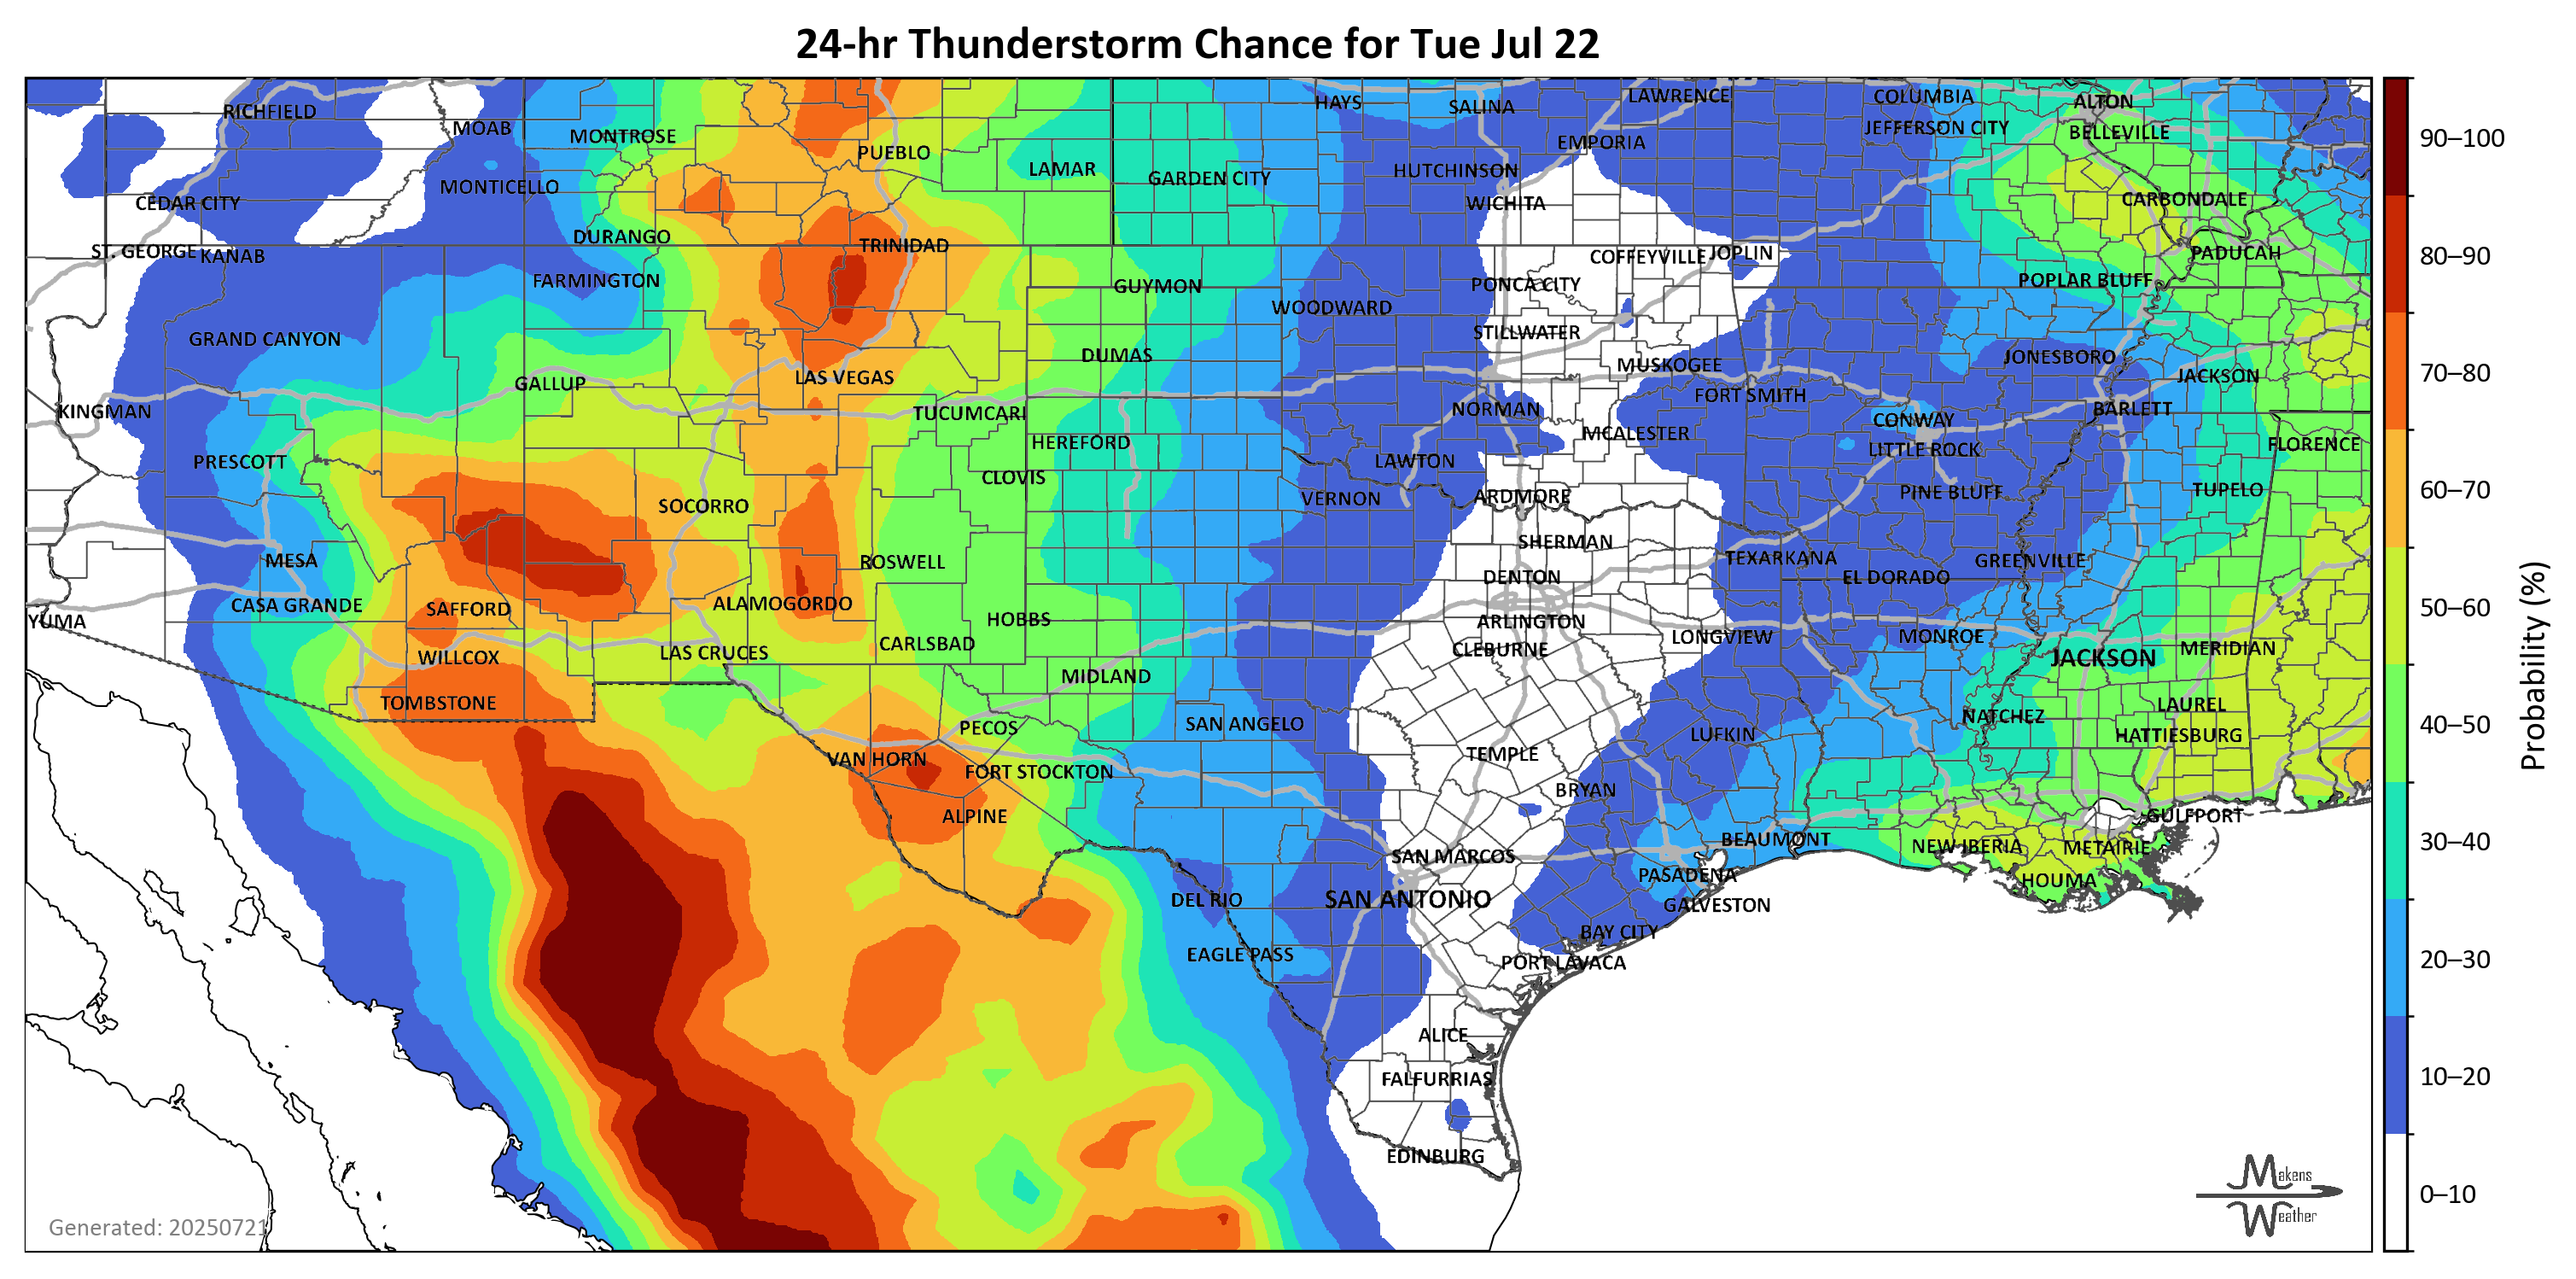 24-hr Thunderstorm Chance for Tue Jul 22
RICHFIELD
MOAB
MONTROSE
PUEBLO
LAMAR
GARDEN CITY
HAYS
SALINA
LAWRENCE
EMPORIA
HUTCHINSON
COLUMBIA
JEFFERSON CITY
ALTON
BELLEVILLE
90–100
MONTICELLO
CEDAR CITY
WICHITA
CARBONDALE
DURANGO
TRINIDAD
ST. GEORGE
KANAB
FARMINGTON
GUYMON
PONCA CITY
COFFEYVILLE
JOPLIN
POPLAR BLUFF
PADUCAH
80–90
WOODWARD
GRAND CANYON
STILLWATER
DUMAS
MUSKOGEE
JONESBORO
JACKSON
70–80
GALLUP
LAS VEGAS
FORT SMITH
KINGMAN
TUCUMCARI
NORMAN
BARLETT
CONWAY
HEREFORD
MCALESTER
LITTLE ROCK
FLORENCE
PRESCOTT
CLOVIS
LAWTON
SOCORRO
VERNON
ARDMORE
PINE BLUFF
TUPELO
60–70
MESA
ROSWELL
SHERMAN
TEXARKANA
GREENVILLE
DENTON
EL DORADO
CASA GRANDE
SAFFORD
ALAMOGORDO
HOBBS
ARLINGTON
50–60
YUMA
WILLCOX
LAS CRUCES
CARLSBAD
CLEBURNE
LONGVIEW
MONROE
JACKSON
MERIDIAN
Probability (%)
TOMBSTONE
MIDLAND
LAUREL
PECOS
SAN ANGELO
NATCHEZ
LUFKIN
HATTIESBURG
40–50
VAN HORN
FORT STOCKTON
TEMPLE
BRYAN
ALPINE
GULFPORT
BEAUMONT
NEW IBERIA
METAIRIE
30–40
SAN MARCOS
PASADENA
HOUMA
DEL RIO
SAN ANTONIO
GALVESTON
BAY CITY
EAGLE PASS
PORT LAVACA
20–30
ALICE
FALFURRIAS
10–20
EDINBURG
Makens
Weather
0–10
Generated: 20250721